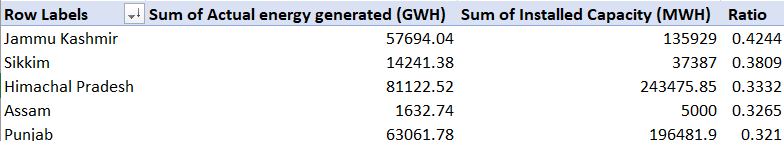 Row Labels Sum of Actual energy generated (GWH) Sum of Installed Capacity (MWH) Ratio
Jammu Kashmir 57694.04 135929 0.4244
Sikkim 14241.38 37387 0.3809
Himachal Pradesh 81122.52 243475.85 0.3332
Assam 1632.74 5000 0.3265
Punjab 63061.78 196481.9 0.321